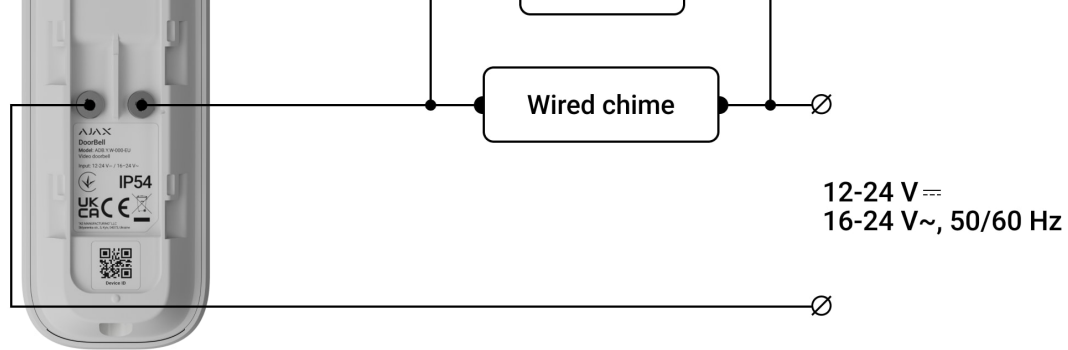 Wired chime
AJAX
DoorBell
Model: ADB.Y-W-000-EU
Video doorbell
Input: 12-24 V⎓ / 16-24 V~
IP54
UK
CA CE
Device ID
12-24 V⎓
16-24 V~, 50/60 Hz